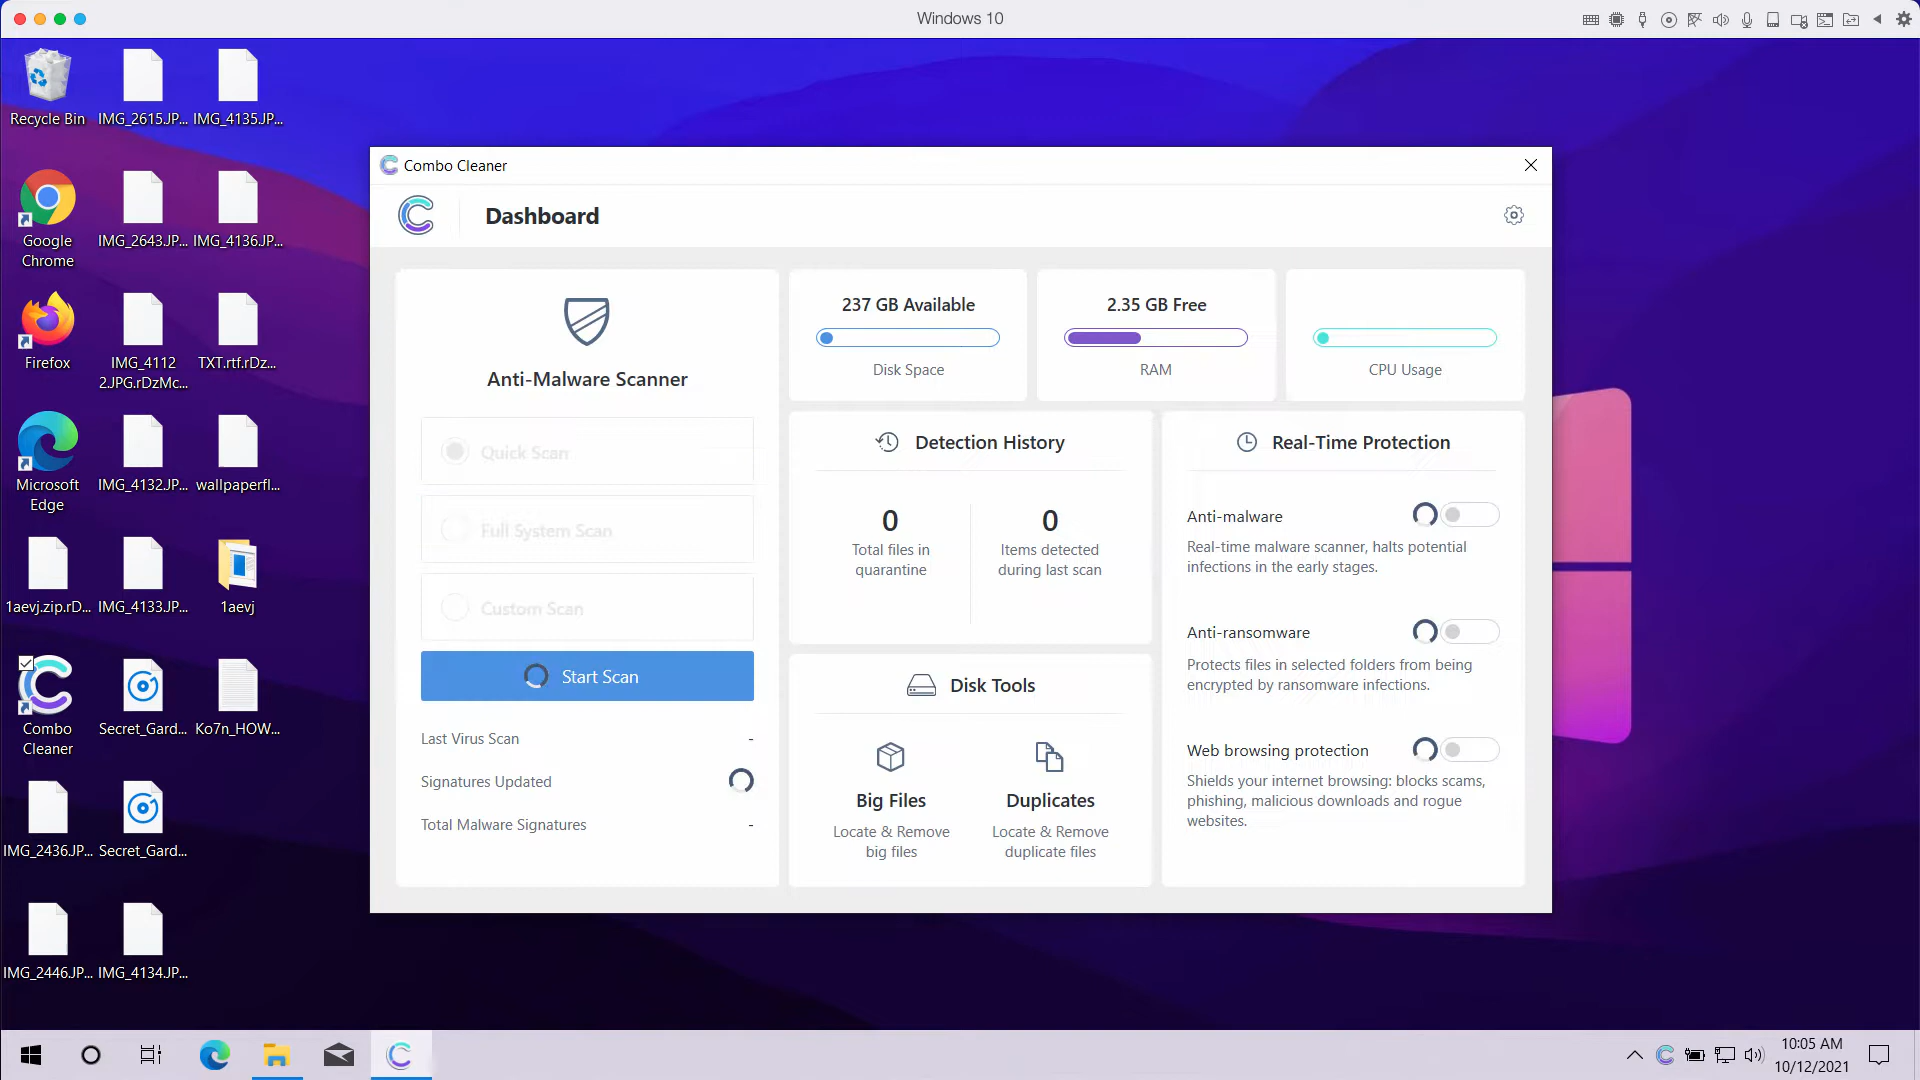 Windows 10
Recycle Bin
IMG_2615.JP...
IMG_4135.JP...
Google
Chrome
IMG_2643.JP...
IMG_4136.JP...
Firefox
IMG_4112
2.JPG.rDzMc...
TXT.rtf.rDz...
Microsoft
Edge
IMG_4132.JP...
wallpaperfl...
1aevj.zip.rD...
IMG_4133.JP...
1aevj
Combo
Cleaner
Secret_Gard...
Ko7n_HOW...
IMG_2436.JP...
Secret_Gard...
IMG_2446.JP...
IMG_4134.JP...
Combo Cleaner
Dashboard
Anti-Malware Scanner
Quick Scan
Full System Scan
Custom Scan
Start Scan
Last Virus Scan -
Signatures Updated
Total Malware Signatures -
237 GB Available
Disk Space
2.35 GB Free
RAM
CPU Usage
Detection History
0
Total files in
quarantine
0
Items detected
during last scan
Disk Tools
Big Files
Locate & Remove
big files
Duplicates
Locate & Remove
duplicate files
Real-Time Protection
Anti-malware
Real-time malware scanner, halts potential
infections in the early stages.
Anti-ransomware
Protects files in selected folders from being
encrypted by ransomware infections.
Web browsing protection
Shields your internet browsing: blocks scams,
phishing, malicious downloads and rogue
websites.
10:05 AM
10/12/2021